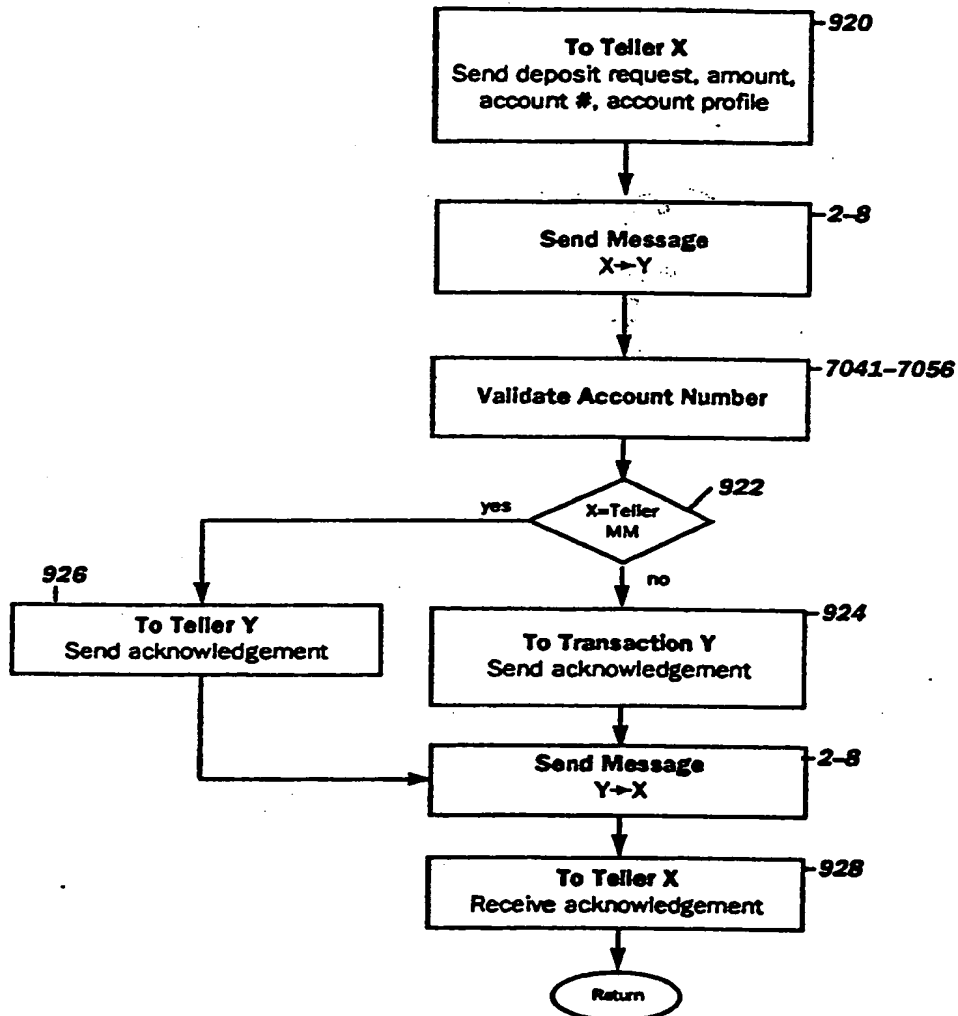 920
To Teller X
Send deposit request, amount,
account #, account profile
2-8
Send Message
X→Y
7041-7056
Validate Account Number
922
X=Teller
MM
yes
no
926
To Teller Y
Send acknowledgement
924
To Transaction Y
Send acknowledgement
2-8
Send Message
Y→X
928
To Teller X
Receive acknowledgement
Return